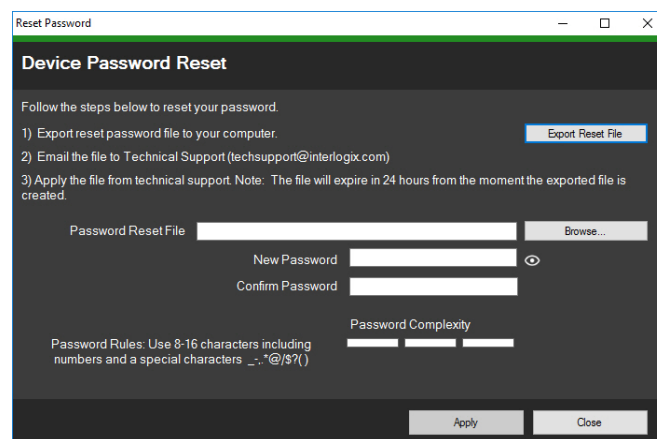 Reset Password
Device Password Reset
Follow the steps below to reset your password.
1) Export reset password file to your computer.
Export Reset File
2) Email the file to Technical Support (techsupport@interlogix.com)
3) Apply the file from technical support. Note: The file will expire in 24 hours from the moment the exported file is
created.
Password Reset File
Browse...
New Password
Confirm Password
Password Complexity
Password Rules: Use 8-16 characters including
numbers and a special characters _-,.*@/$?( )
Apply
Close